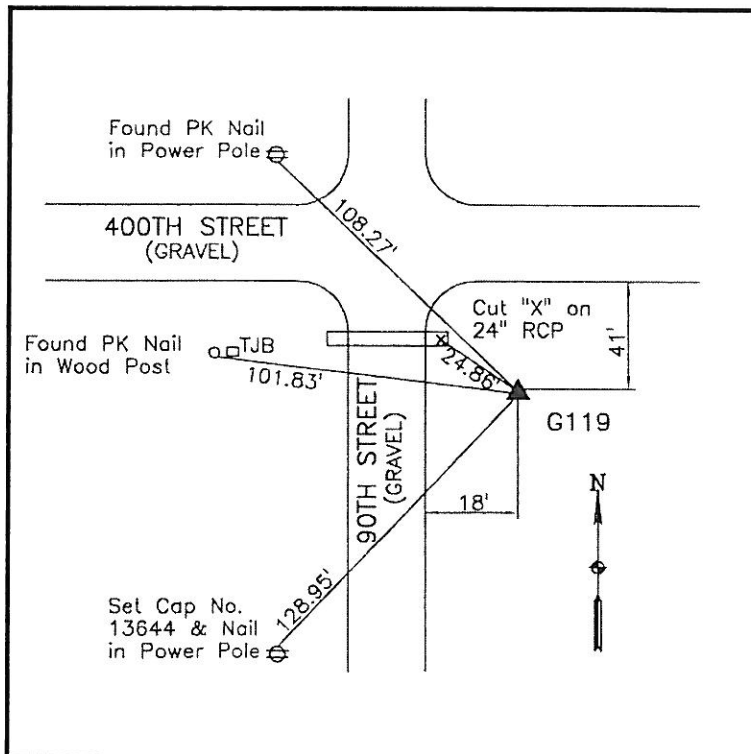 Found PK Nail
in Power Pole
108.27'
400TH STREET
(GRAVEL)
Cut "X" on
24" RCP
41'
Found PK Nail
in Wood Post
TJB
101.83'
24.86'
G119
90TH STREET
(GRAVEL)
18'
N
Set Cap No.
13644 & Nail
in Power Pole
128.95'